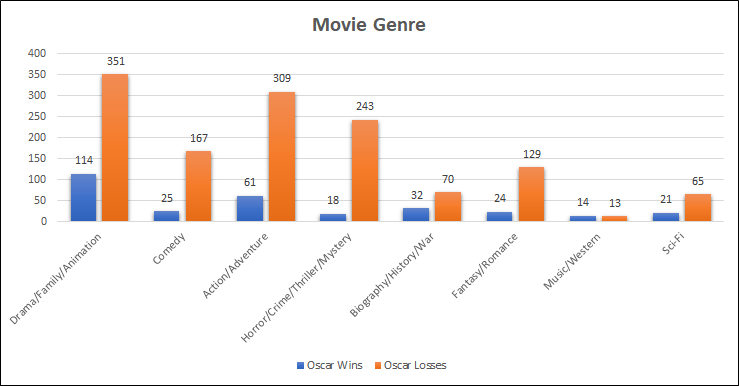 Movie Genre
400
350
300
250
200
150
100
50
0
114
351
25
167
61
309
18
243
32
70
24
129
14
13
21
65
Drama/Family/Animation
Comedy
Action/Adventure
Horror/Crime/Thriller/Mystery
Biography/History/War
Fantasy/Romance
Music/Western
Sci-Fi
Oscar Wins Oscar Losses